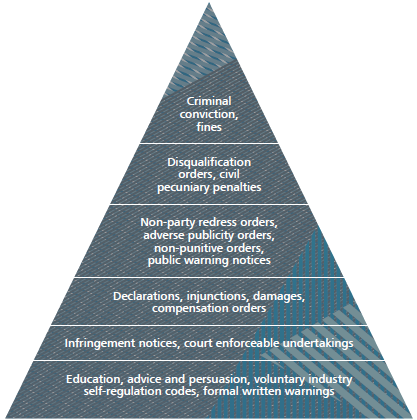 Criminal
conviction,
fines
Disqualification
orders, civil
pecuniary penalties
Non-party redress orders,
adverse publicity orders,
non-punitive orders,
public warning notices
Declarations, injunctions, damages,
compensation orders
Infringement notices, court enforceable undertakings
Education, advice and persuasion, voluntary industry
self-regulation codes, formal written warnings